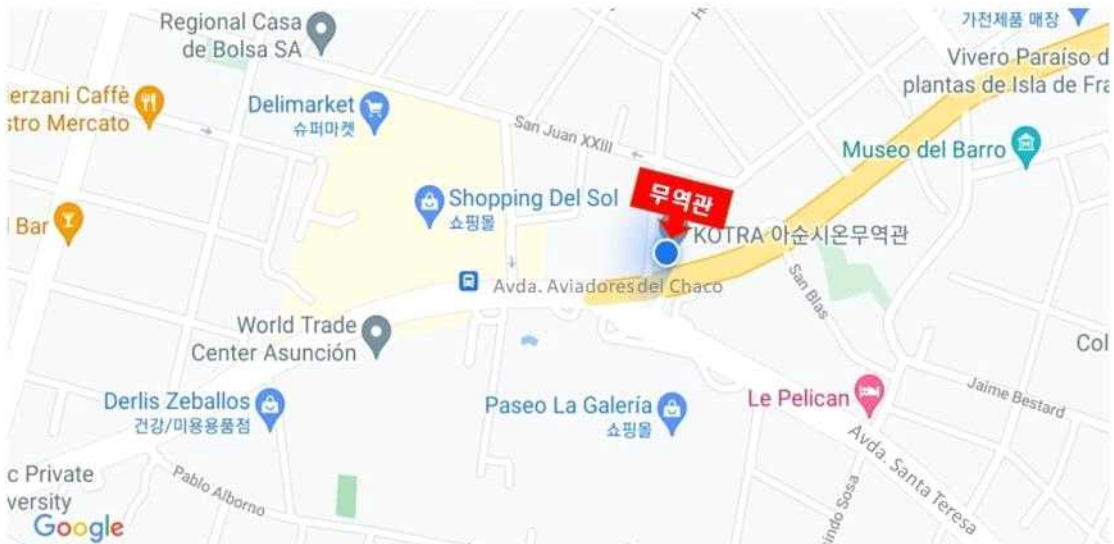 Regional Casa
de Bolsa SA
가전제품 매장
Vivero Paraíso d
plantas de Isla de Fra
erzani Caffè
stro Mercato
Delimarket
슈퍼마켓
San Juan XXIII
Museo del Barro
Shopping Del Sol
쇼핑몰
무역관
Bar
KOTRA 아순시온무역관
Avda. Aviadores del Chaco
San Blas
World Trade
Center Asunción
Col
Derlis Zeballos
건강/미용용품점
Paseo La Galería
쇼핑몰
Le Pelican
Jaime Bestard
Avda. Santa Teresa
c Private
versity
Pablo Alborno
indo Sosa
Google